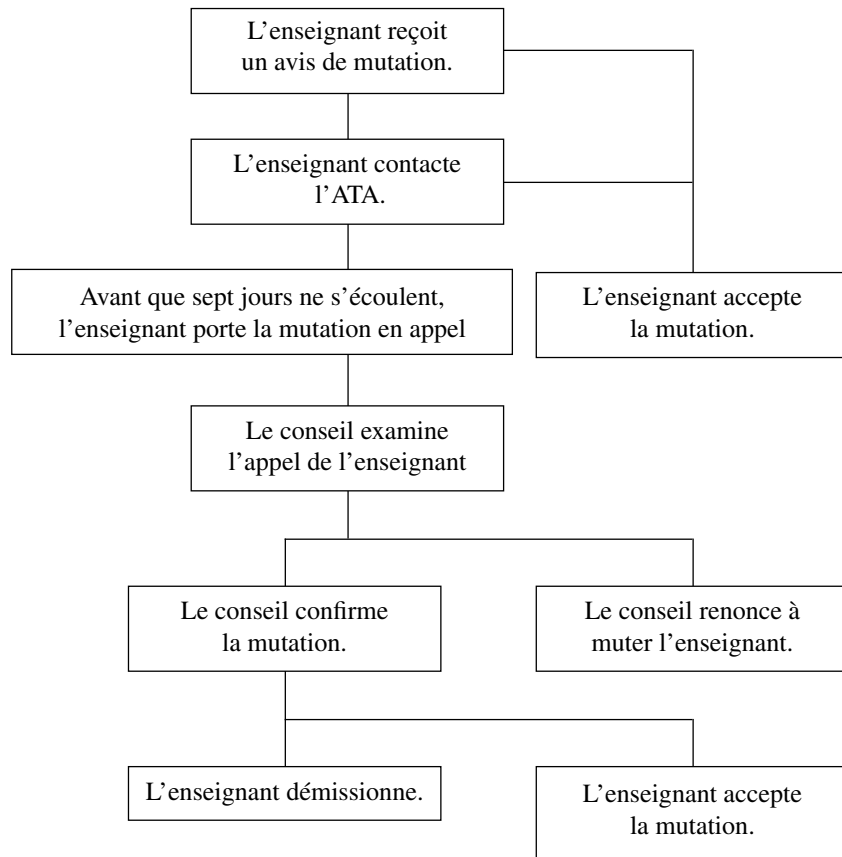 L’enseignant reçoit
un avis de mutation.
L’enseignant contacte
l’ATA.
Avant que sept jours ne s’écoulent,
l’enseignant porte la mutation en appel
L’enseignant accepte
la mutation.
Le conseil examine
l’appel de l’enseignant
Le conseil confirme
la mutation.
Le conseil renonce à
muter l’enseignant.
L’enseignant démissionne.
L’enseignant accepte
la mutation.